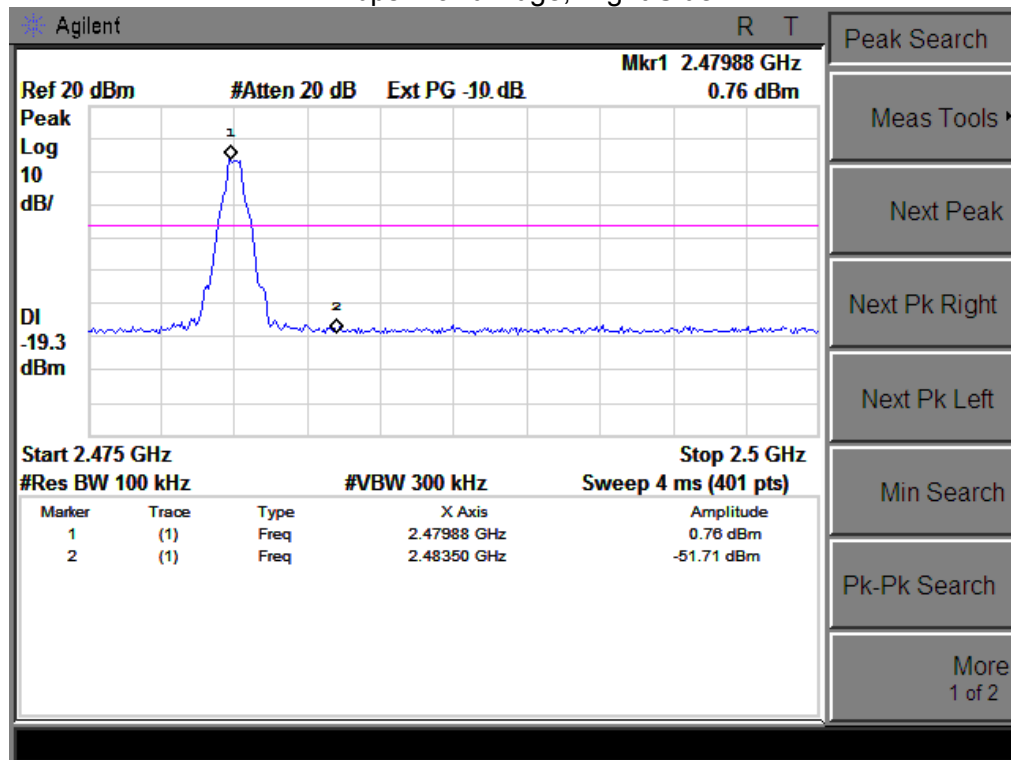 Agilent
R T
Mkr1 2.47988 GHz
Ref 20 dBm #Atten 20 dB Ext PG -10. dB 0.76 dBm
Peak
Log
10
dB/
1
2
DI
-19.3
dBm
Start 2.475 GHz Stop 2.5 GHz
#Res BW 100 kHz #VBW 300 kHz Sweep 4 ms (401 pts)
Marker Trace Type X Axis Amplitude
1 (1) Freq 2.47988 GHz 0.76 dBm
2 (1) Freq 2.48350 GHz -51.71 dBm
Peak Search
Meas Tools
Next Peak
Next Pk Right
Next Pk Left
Min Search
Pk-Pk Search
More
1 of 2